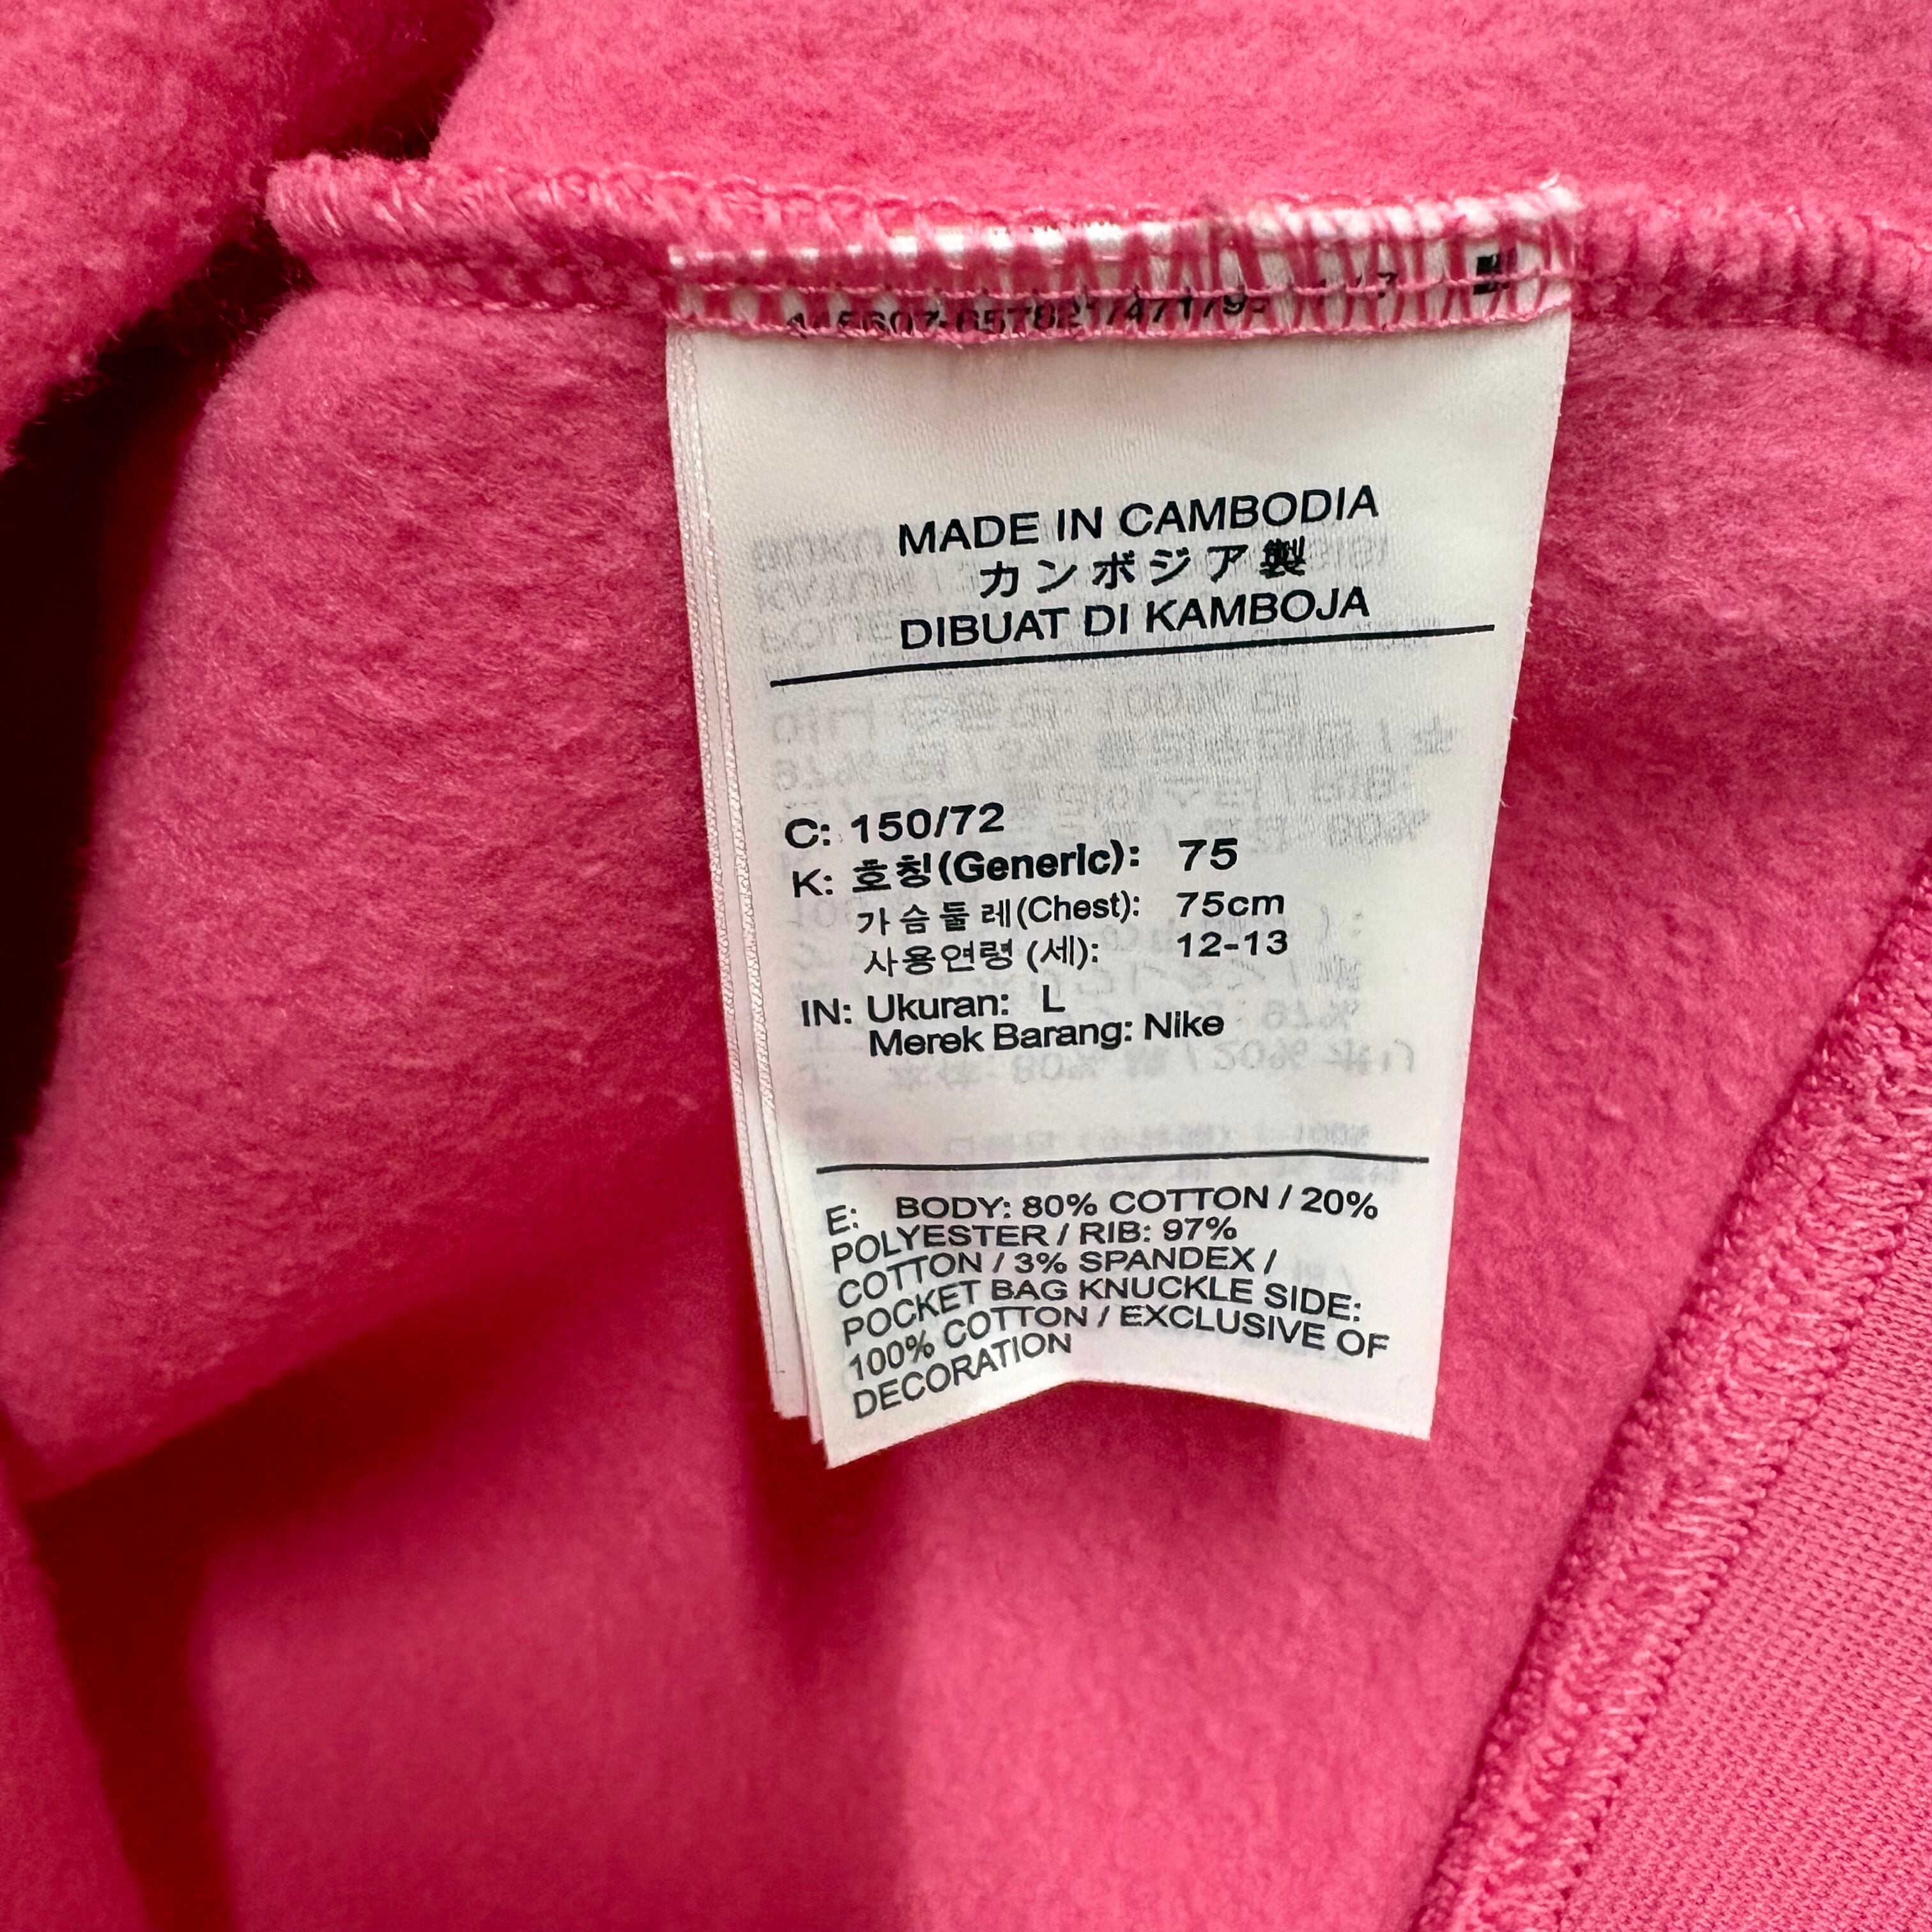 MADE IN CAMBODIA
カンボジア製
DIBUAT DI KAMBOJA
C: 150/72
K: 호칭(Generic): 75
가슴둘레(Chest): 75cm
사용연령 (세): 12-13
IN: Ukuran: L
Merek Barang: Nike
E: BODY: 80% COTTON / 20%
POLYESTER / RIB: 97%
COTTON / 3% SPANDEX /
POCKET BAG KNUCKLE SIDE:
100% COTTON / EXCLUSIVE OF
DECORATION